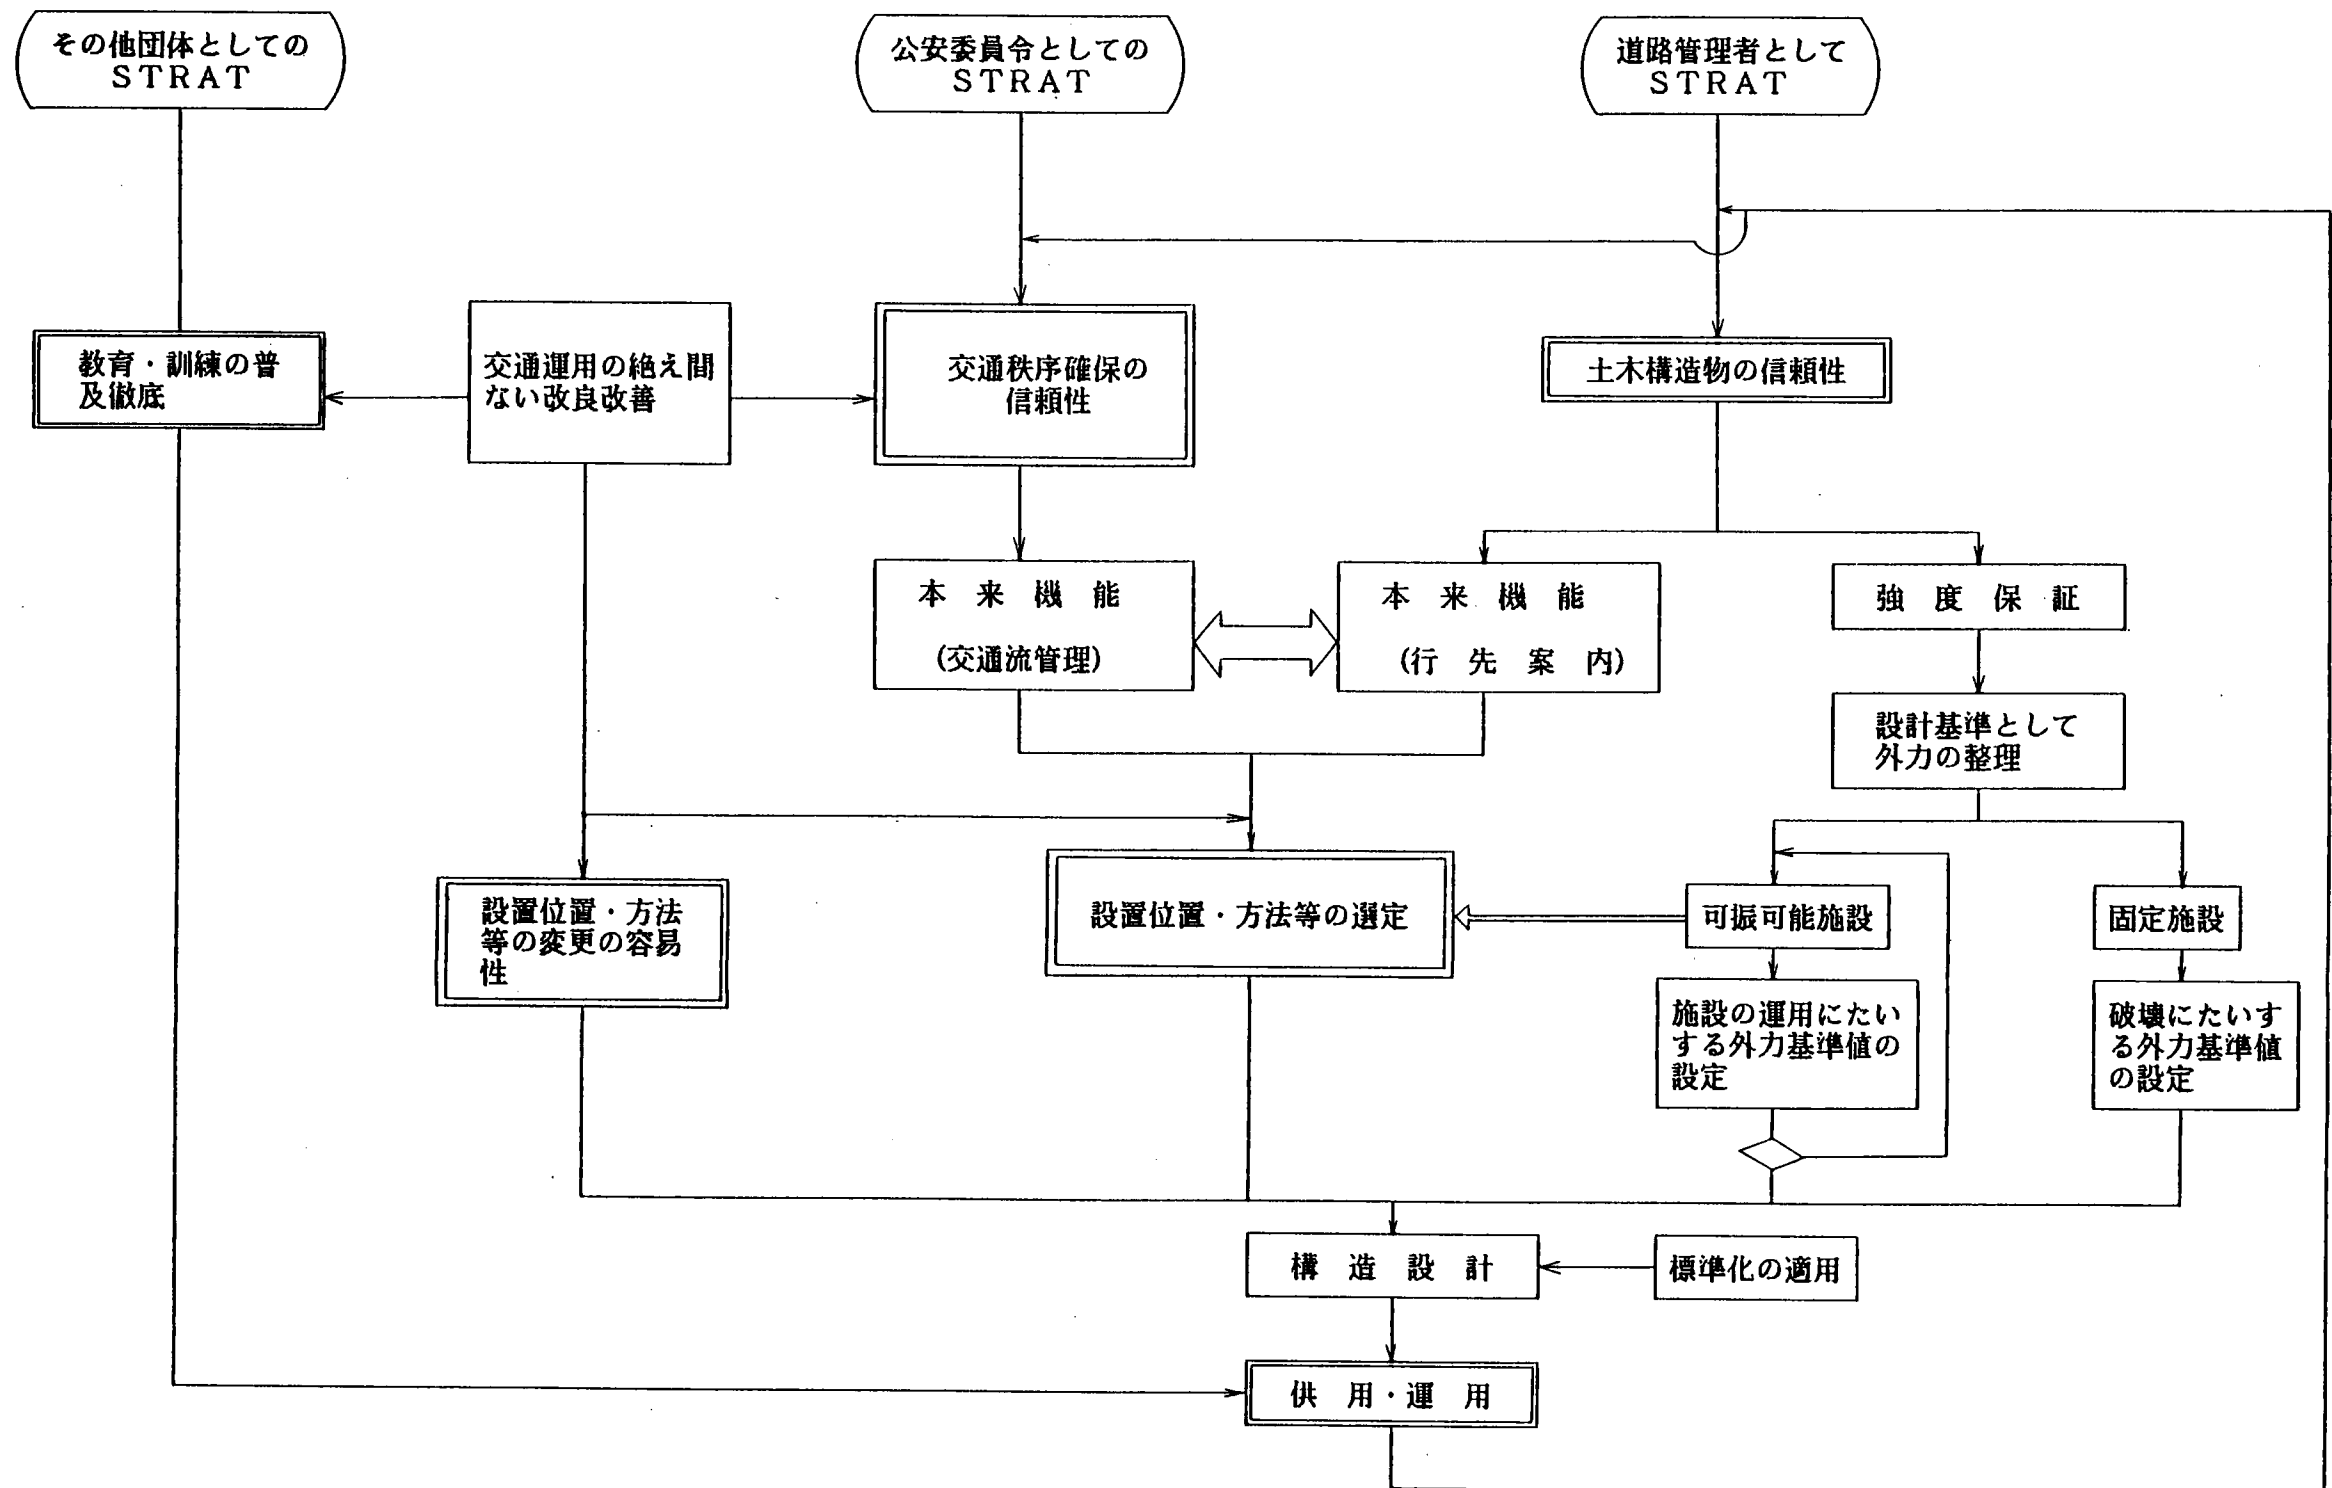 その他団体としての
STRAT
公安委員令としての
STRAT
道路管理者として
STRAT
教育・訓練の普
及徹底
交通運用の絶え間
ない改良改善
交通秩序確保の
信頼性
土木構造物の信頼性
本来機能
(交通流管理)
本来機能
(行先案内)
強度保証
設計基準として
外力の整理
設置位置・方法
等の変更の容易
性
設置位置・方法等の選定
可振可能施設
固定施設
施設の運用にたい
する外力基準値の
設定
破壊にたいす
る外力基準値
の設定
構造設計
標準化の適用
供用・運用